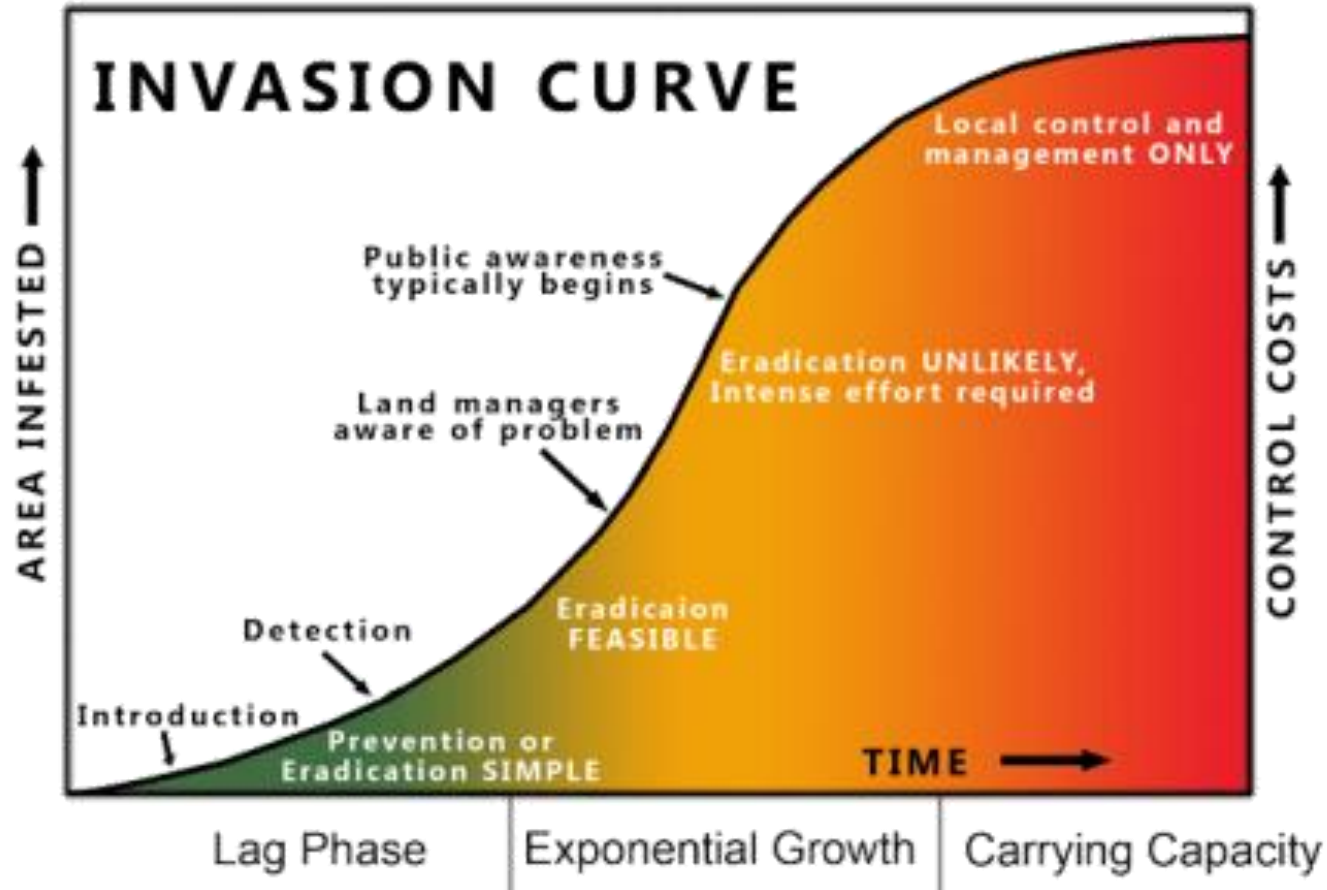 INVASION CURVE
Local control and
management ONLY
Public awareness
typically begins
Eradication UNLIKELY,
Intense effort required
Land managers
aware of problem
Eradicaion
FEASIBLE
Detection
Introduction
Prevention or
Eradication SIMPLE
TIME
AREA INFESTED
CONTROL COSTS
Lag Phase
Exponential Growth
Carrying Capacity